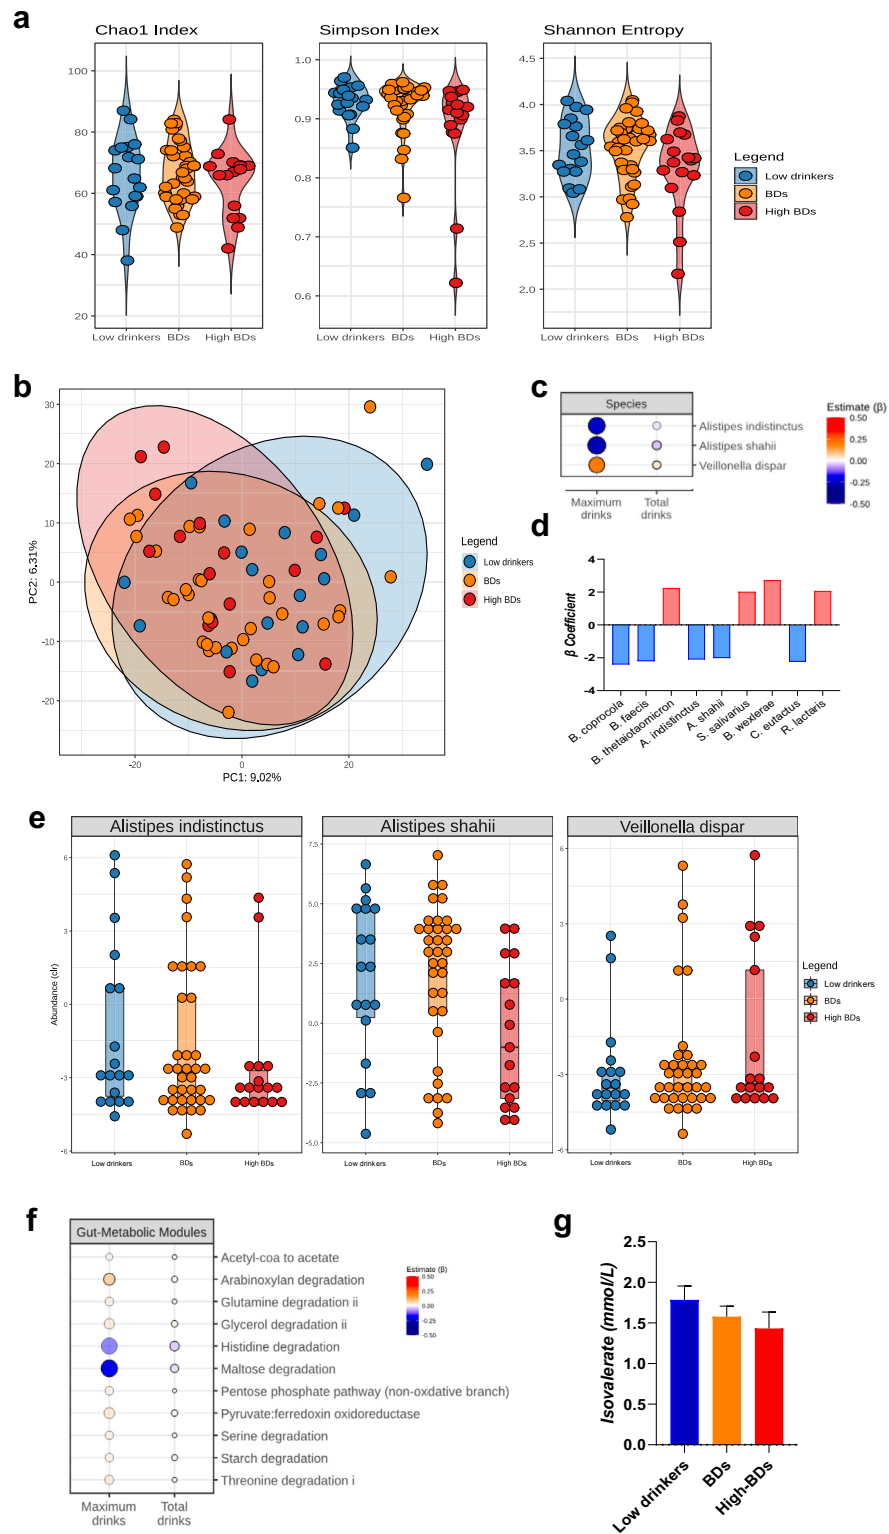 a
Chao1 Index
Simpson Index
Shannon Entropy
100
80
60
40
20
1.0
0.9
0.8
0.7
0.6
4.5
4.0
3.5
3.0
2.5
2.0
Low drinkers BDs High BDs
Low drinkers BDs High BDs
Low drinkers BDs High BDs
Legend
Low drinkers
BDs
High BDs
b
30
20
10
0
-10
-20
-20
0
20
PC2: 6.31%
PC1: 9.02%
Legend
Low drinkers
BDs
High BDs
c
Species
Alistipes indistinctus
Alistipes shahii
Veillonella dispar
Maximum
drinks
Total
drinks
Estimate (β)
0.50
0.25
0.00
-0.25
-0.50
d
β Coefficient
4
2
0
-2
-4
B. coprocola
B. faecis
B. thetaiotaomicron
A. indistinctus
A. shahii
S. salivarius
B. wexlerae
C. eutactus
R. lactaris
e
Alistipes indistinctus
Alistipes shahii
Veillonella dispar
Abundance (clr)
6
3
0
-3
-6
7.5
5.0
2.5
0.0
-2.5
-5.0
6
3
0
-3
-6
Low drinkers BDs High BDs
Low drinkers BDs High BDs
Low drinkers BDs High BDs
Legend
Low drinkers
BDs
High BDs
f
Gut-Metabolic Modules
Acetyl-coa to acetate
Arabinoxylan degradation
Glutamine degradation ii
Glycerol degradation ii
Histidine degradation
Maltose degradation
Pentose phosphate pathway (non-oxdative branch)
Pyruvate:ferredoxin oxidoreductase
Serine degradation
Starch degradation
Threonine degradation i
Maximum
drinks
Total
drinks
Estimate (β)
0.50
0.25
0.00
-0.25
-0.50
g
Isovalerate (mmol/L)
2.5
2.0
1.5
1.0
0.5
0.0
Low drinkers
BDs
High-BDs